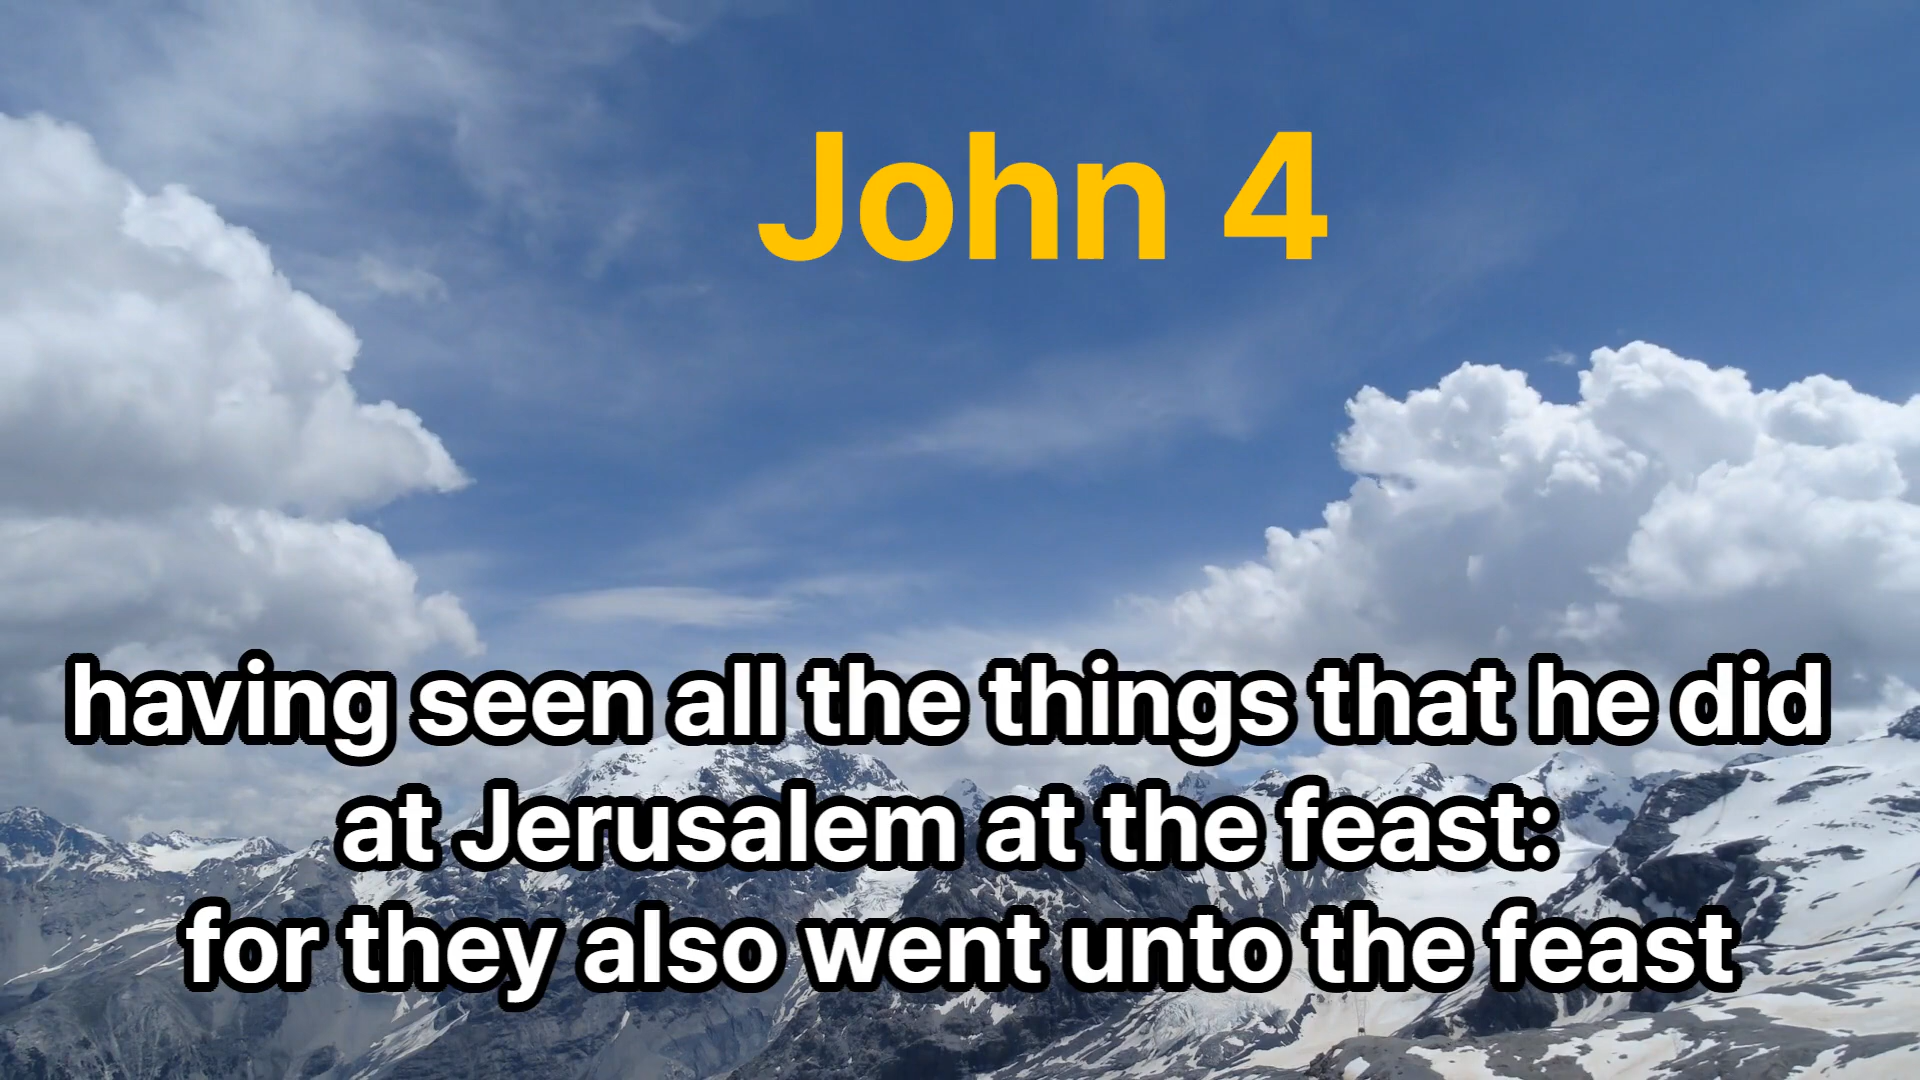 John 4
having seen all the things that he did
at Jerusalem at the feast:
for they also went unto the feast